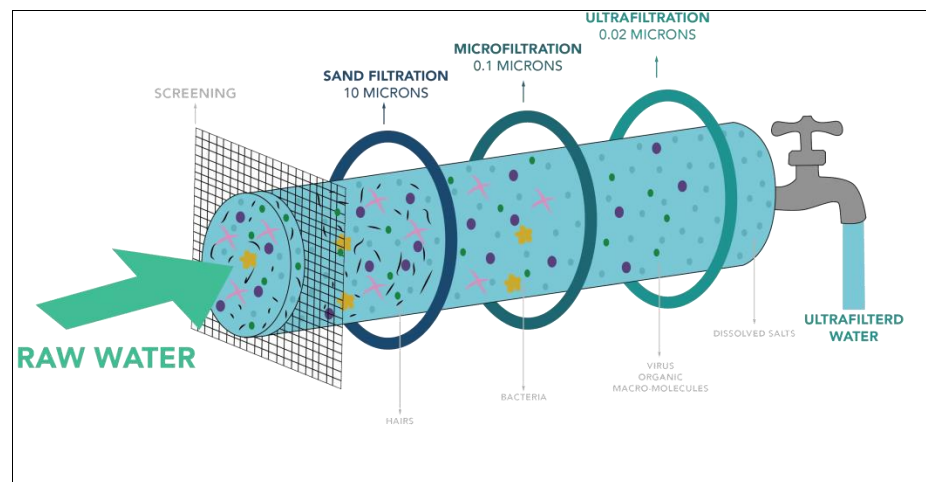 ULTRAFILTRATION
0.02 MICRONS
MICROFILTRATION
0.1 MICRONS
SAND FILTRATION
10 MICRONS
SCREENING
RAW WATER
HAIRS
BACTERIA
VIRUS
ORGANIC
MACRO-MOLECULES
DISSOLVED SALTS
ULTRAFILTERD
WATER